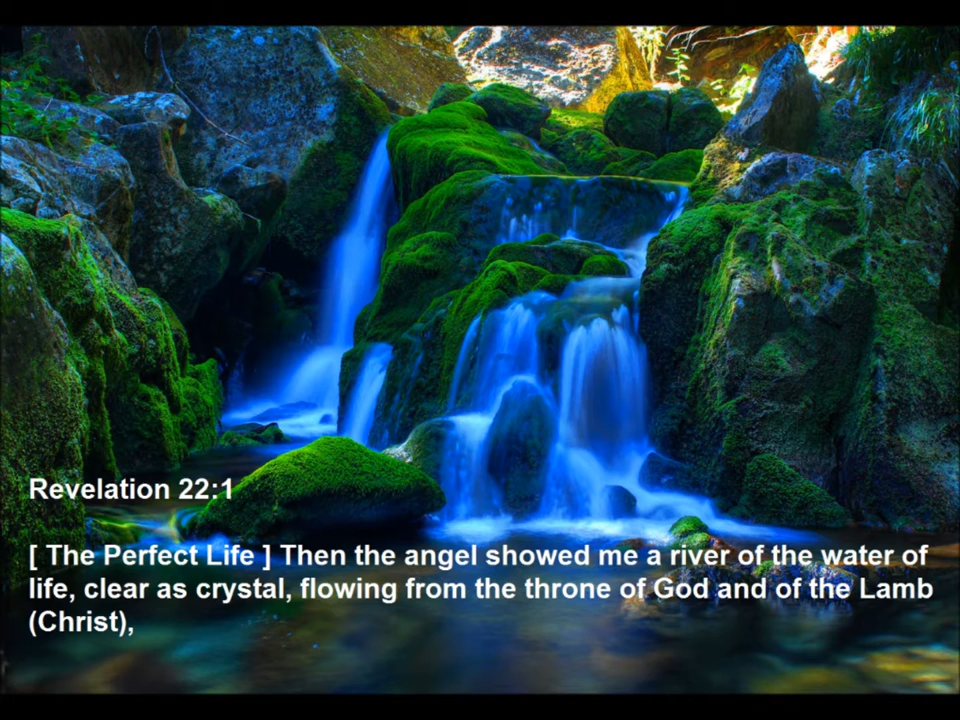 Revelation 22:1
[ The Perfect Life ] Then the angel showed me a river of the water of
life, clear as crystal, flowing from the throne of God and of the Lamb
(Christ),